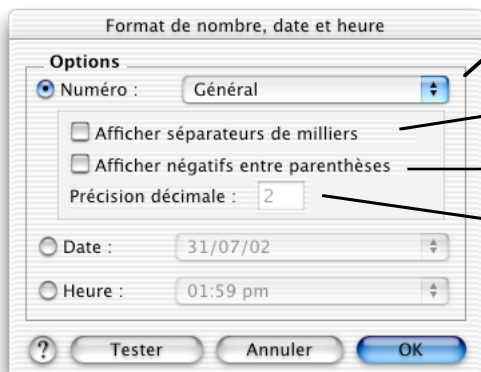 Format de nombre, date et heure
Options
Numéro : Général
Afficher séparateurs de milliers
Afficher négatifs entre parenthèses
Précision décimale : 2
Date : 31/07/02
Heure : 01:59 pm
? Tester Annuler OK